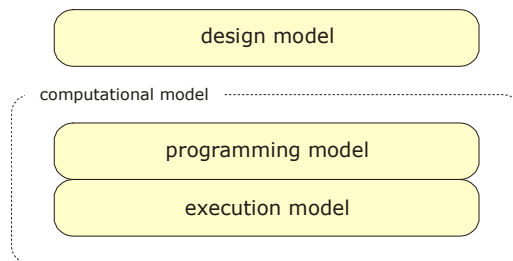 design model
computational model
programming model
execution model